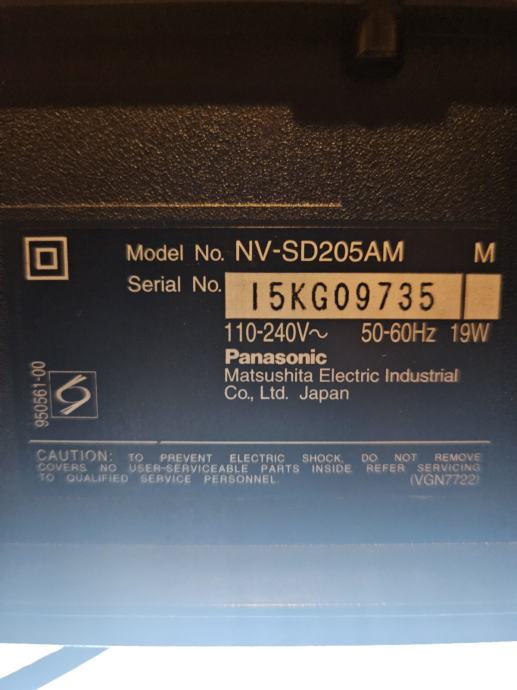 Model No. NV-SD205AM M
Serial No. I5KG09735
110-240V~ 50-60Hz 19W
Panasonic
Matsushita Electric Industrial
Co., Ltd. Japan
950561-00
CAUTION: TO PREVENT ELECTRIC SHOCK, DO NOT REMOVE
COVERS. NO USER-SERVICEABLE PARTS INSIDE. REFER SERVICING
TO QUALIFIED SERVICE PERSONNEL. (VGN7722)